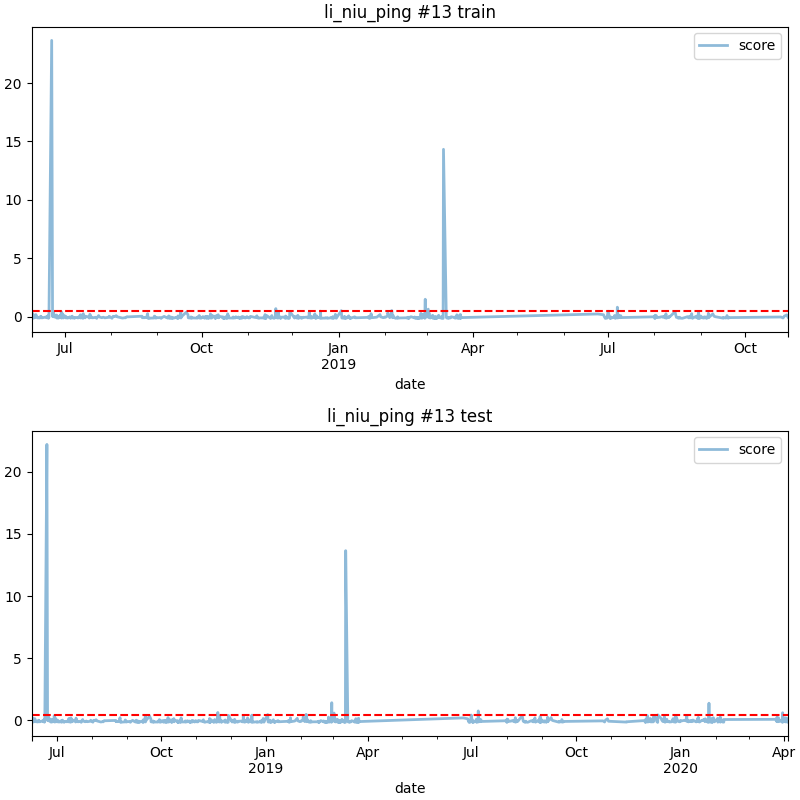 li_niu_ping #13 train
score
20
15
10
5
0
Jul Oct Jan Apr Jul Oct
2019
date
li_niu_ping #13 test
score
20
15
10
5
0
Jul Oct Jan Apr Jul Oct Jan Apr
2019 2020
date